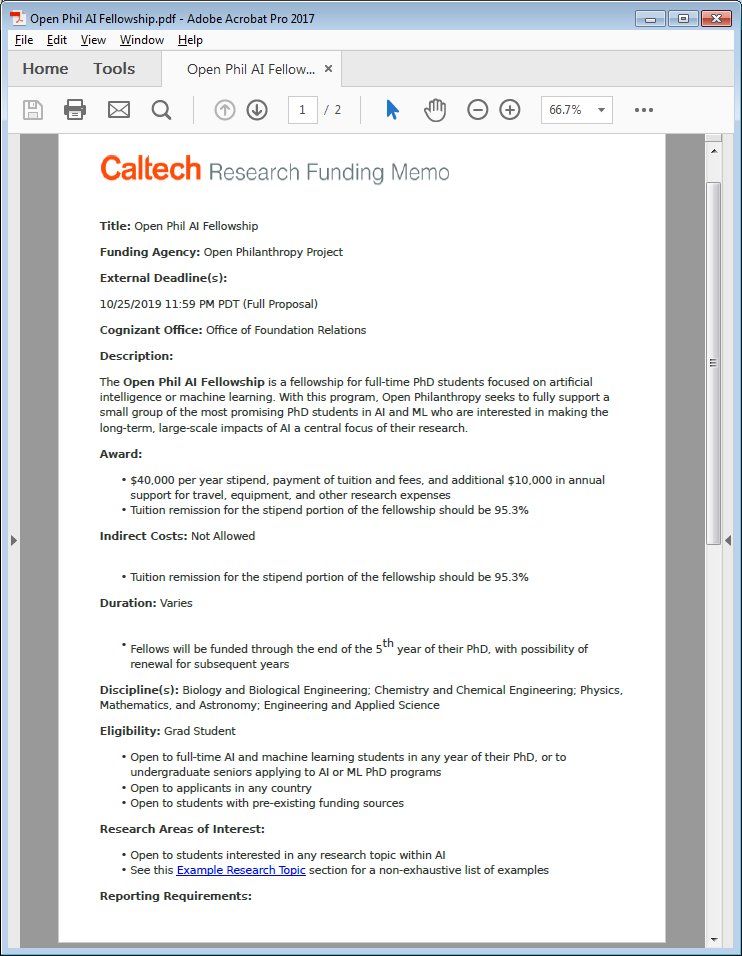 Open Phil AI Fellowship.pdf - Adobe Acrobat Pro 2017
File Edit View Window Help
Home Tools Open Phil AI Fellow... ×
1 / 2 66.7%
Caltech Research Funding Memo
Title: Open Phil AI Fellowship
Funding Agency: Open Philanthropy Project
External Deadline(s):
10/25/2019 11:59 PM PDT (Full Proposal)
Cognizant Office: Office of Foundation Relations
Description:
The Open Phil AI Fellowship is a fellowship for full-time PhD students focused on artificial
intelligence or machine learning. With this program, Open Philanthropy seeks to fully support a
small group of the most promising PhD students in AI and ML who are interested in making the
long-term, large-scale impacts of AI a central focus of their research.
Award:
• $40,000 per year stipend, payment of tuition and fees, and additional $10,000 in annual
support for travel, equipment, and other research expenses
• Tuition remission for the stipend portion of the fellowship should be 95.3%
Indirect Costs: Not Allowed
• Tuition remission for the stipend portion of the fellowship should be 95.3%
Duration: Varies
• Fellows will be funded through the end of the 5th year of their PhD, with possibility of
renewal for subsequent years
Discipline(s): Biology and Biological Engineering; Chemistry and Chemical Engineering; Physics,
Mathematics, and Astronomy; Engineering and Applied Science
Eligibility: Grad Student
• Open to full-time AI and machine learning students in any year of their PhD, or to
undergraduate seniors applying to AI or ML PhD programs
• Open to applicants in any country
• Open to students with pre-existing funding sources
Research Areas of Interest:
• Open to students interested in any research topic within AI
• See this Example Research Topic section for a non-exhaustive list of examples
Reporting Requirements: